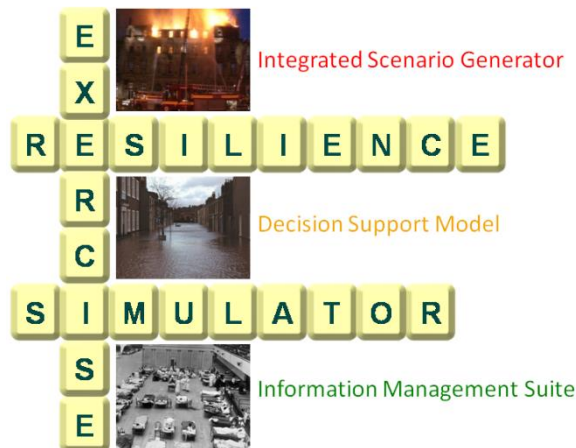 EXERCISE
Integrated Scenario Generator
RESILIENCE
Decision Support Model
SIMULATOR
Information Management Suite